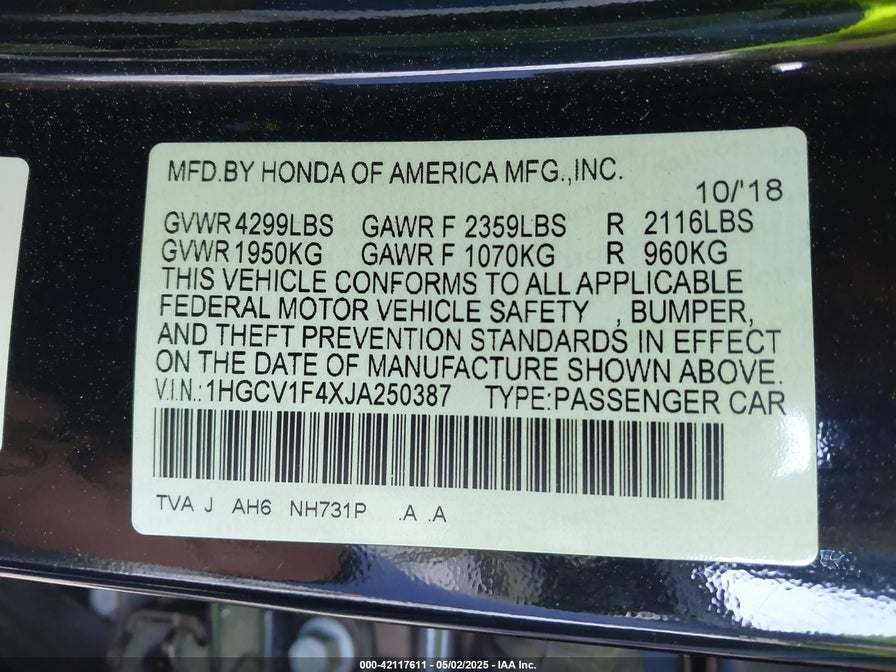 MFD.BY HONDA OF AMERICA MFG.,INC.
10/'18
GVWR 4299LBS GAWR F 2359LBS R 2116LBS
GVWR 1950KG GAWR F 1070KG R 960KG
THIS VEHICLE CONFORMS TO ALL APPLICABLE
FEDERAL MOTOR VEHICLE SAFETY , BUMPER,
AND THEFT PREVENTION STANDARDS IN EFFECT
ON THE DATE OF MANUFACTURE SHOWN ABOVE.
V.I.N.:1HGCV1F4XJA250387 TYPE:PASSENGER CAR
TVA J AH6 NH731P .A .A
000-42117611 - 05/02/2025 - IAA Inc.